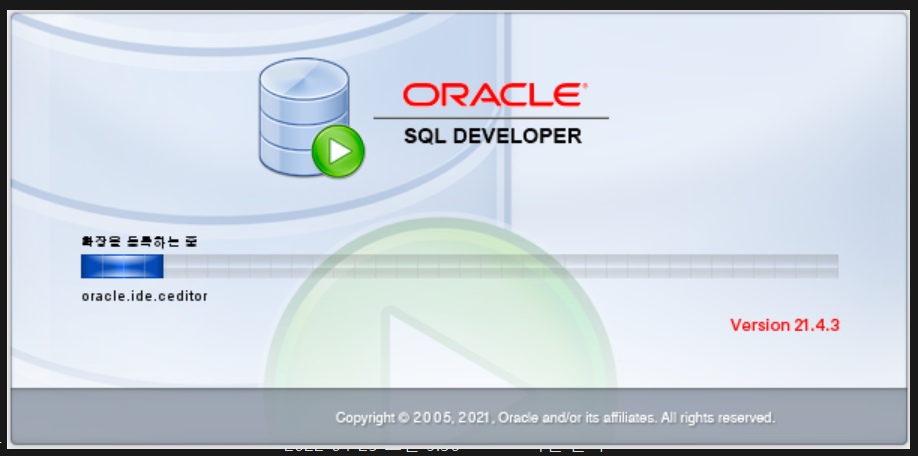 ORACLE®
SQL DEVELOPER
확장을 등록하는 중
oracle.ide.ceditor
Version 21.4.3
Copyright © 2005, 2021, Oracle and/or its affiliates. All rights reserved.